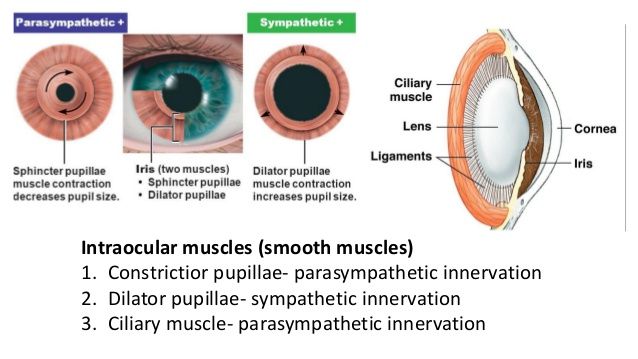 Parasympathetic +
Sphincter pupillae
muscle contraction
decreases pupil size.
Iris (two muscles)
• Sphincter pupillae
• Dilator pupillae
Sympathetic +
Dilator pupillae
muscle contraction
increases pupil size.
Ciliary
muscle
Lens
Ligaments
Cornea
Iris
Intraocular muscles (smooth muscles)
1. Constrictior pupillae- parasympathetic innervation
2. Dilator pupillae- sympathetic innervation
3. Ciliary muscle- parasympathetic innervation